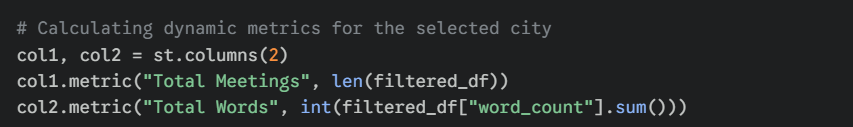 # Calculating dynamic metrics for the selected city
col1, col2 = st.columns(2)
col1.metric("Total Meetings", len(filtered_df))
col2.metric("Total Words", int(filtered_df["word_count"].sum()))